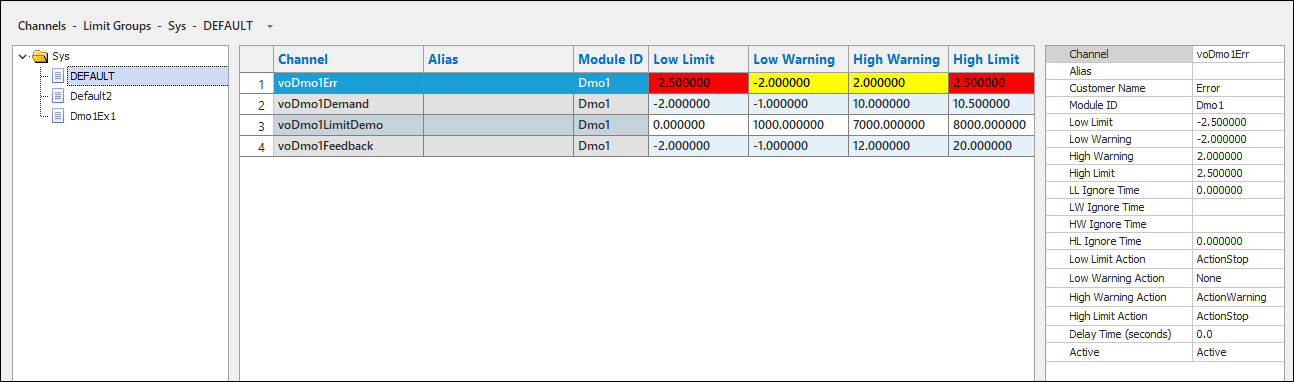 Channels - Limit Groups - Sys - DEFAULT
Sys
DEFAULT
Default2
Dmo1Ex1
Channel Alias Module ID Low Limit Low Warning High Warning High Limit
1 voDmo1Err Dmo1 -2.500000 -2.000000 2.000000 2.500000
2 voDmo1Demand Dmo1 -2.000000 -1.000000 10.000000 10.500000
3 voDmo1LimitDemo Dmo1 0.000000 1000.000000 7000.000000 8000.000000
4 voDmo1Feedback Dmo1 -2.000000 -1.000000 12.000000 20.000000
Channel voDmo1Err
Alias
Customer Name Error
Module ID Dmo1
Low Limit -2.500000
Low Warning -2.000000
High Warning 2.000000
High Limit 2.500000
LL Ignore Time 0.000000
LW Ignore Time
HW Ignore Time
HL Ignore Time 0.000000
Low Limit Action ActionStop
Low Warning Action None
High Warning Action ActionWarning
High Limit Action ActionStop
Delay Time (seconds) 0.0
Active Active